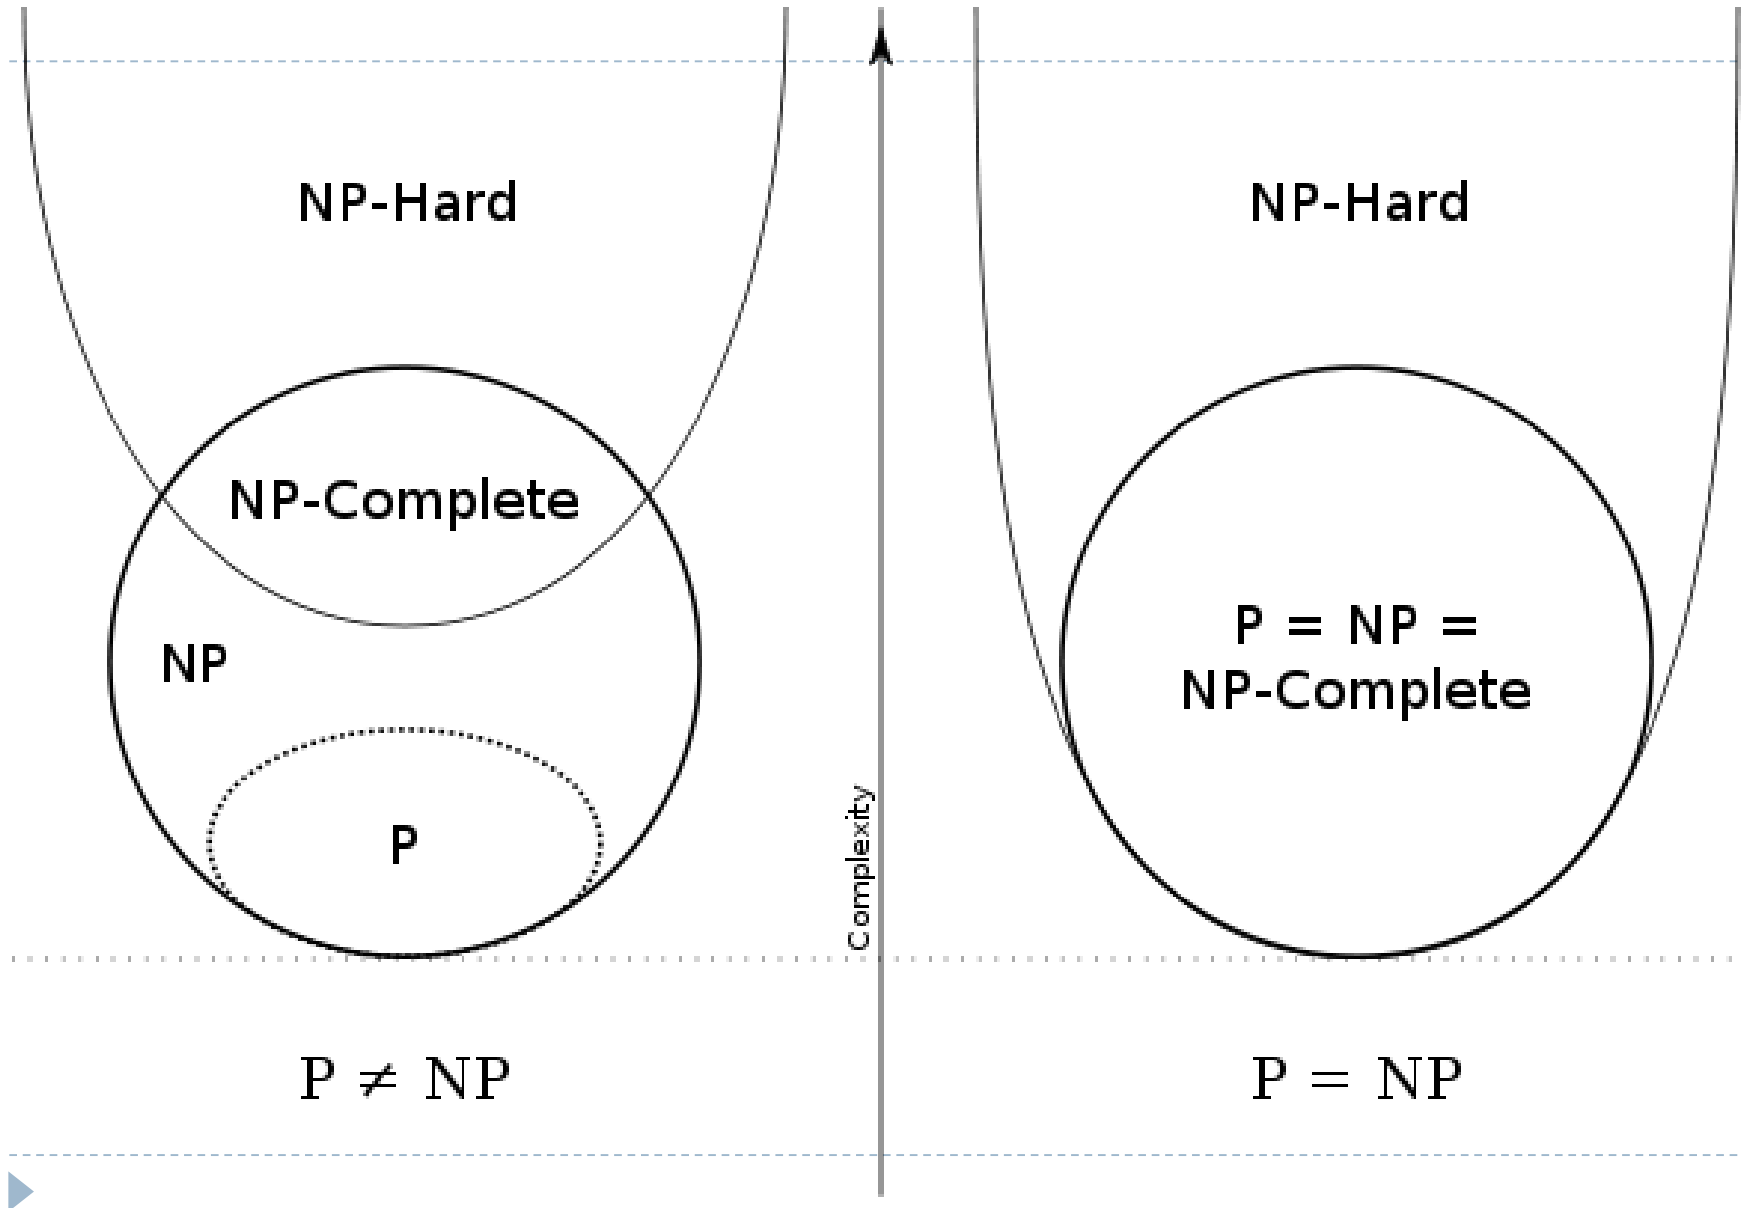 NP-Hard
NP-Complete
NP
P
P ≠ NP
Complexity
NP-Hard
P = NP =
NP-Complete
P = NP